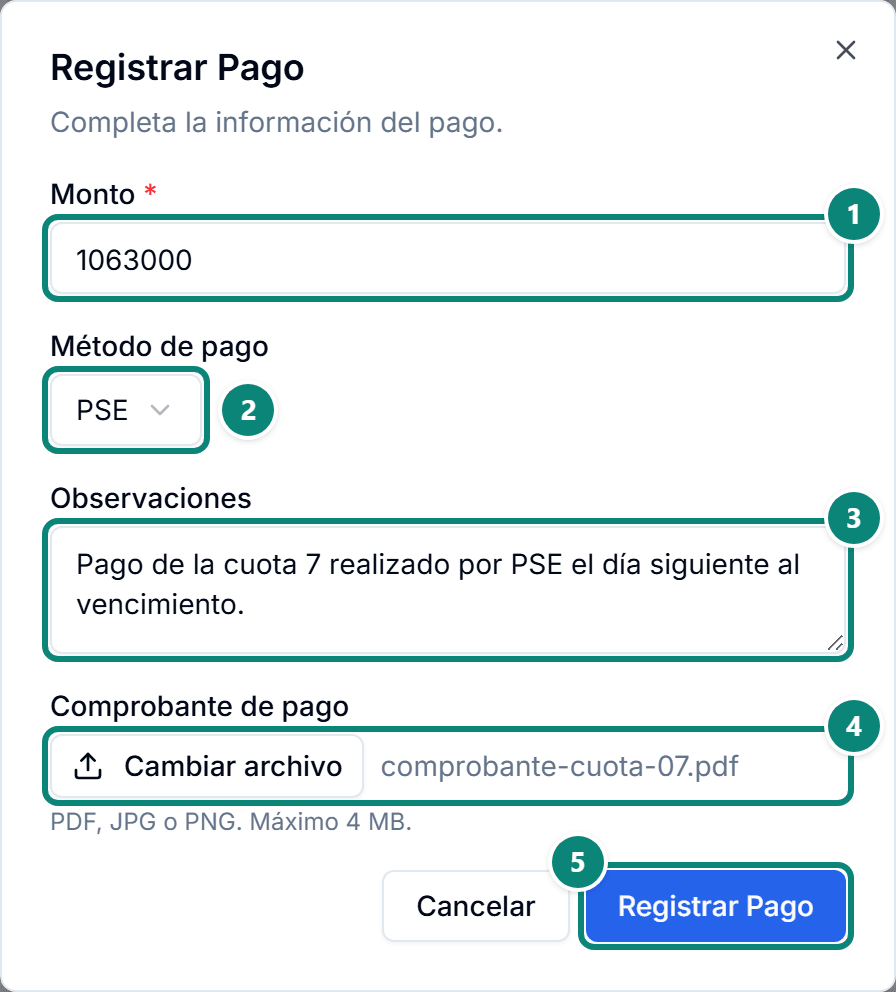 Registrar Pago
Completa la información del pago.
Monto *
1
1063000
Método de pago
PSE
2
Observaciones
3
Pago de la cuota 7 realizado por PSE el día siguiente al
vencimiento.
Comprobante de pago
4
Cambiar archivo comprobante-cuota-07.pdf
PDF, JPG o PNG. Máximo 4 MB.
5
Cancelar Registrar Pago